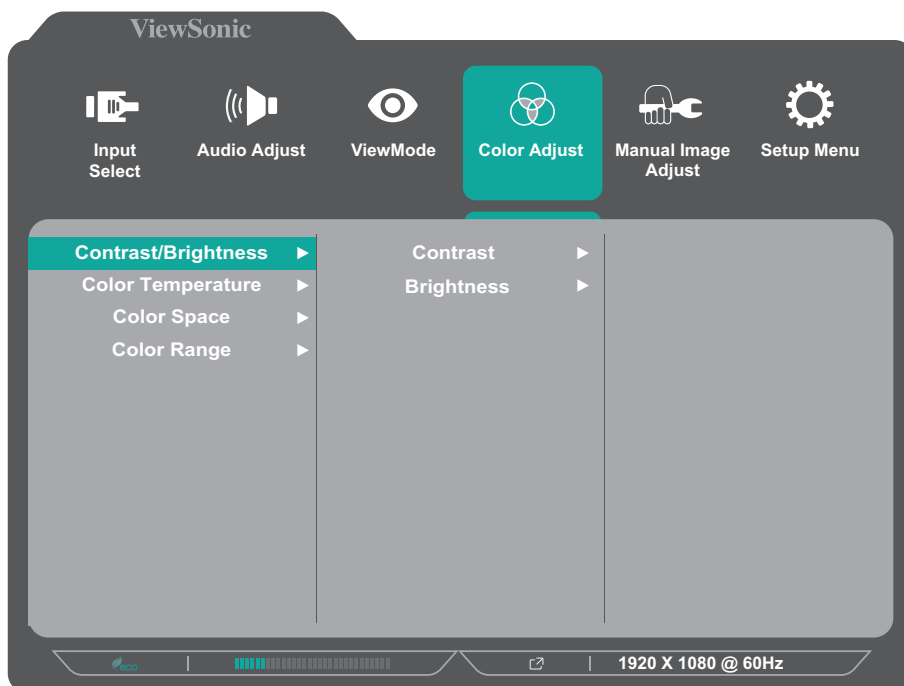 ViewSonic
Input
Select
Audio Adjust
ViewMode
Color Adjust
Manual Image
Adjust
Setup Menu
Contrast/Brightness
Color Temperature
Color Space
Color Range
Contrast
Brightness
eco
1920 X 1080 @ 60Hz